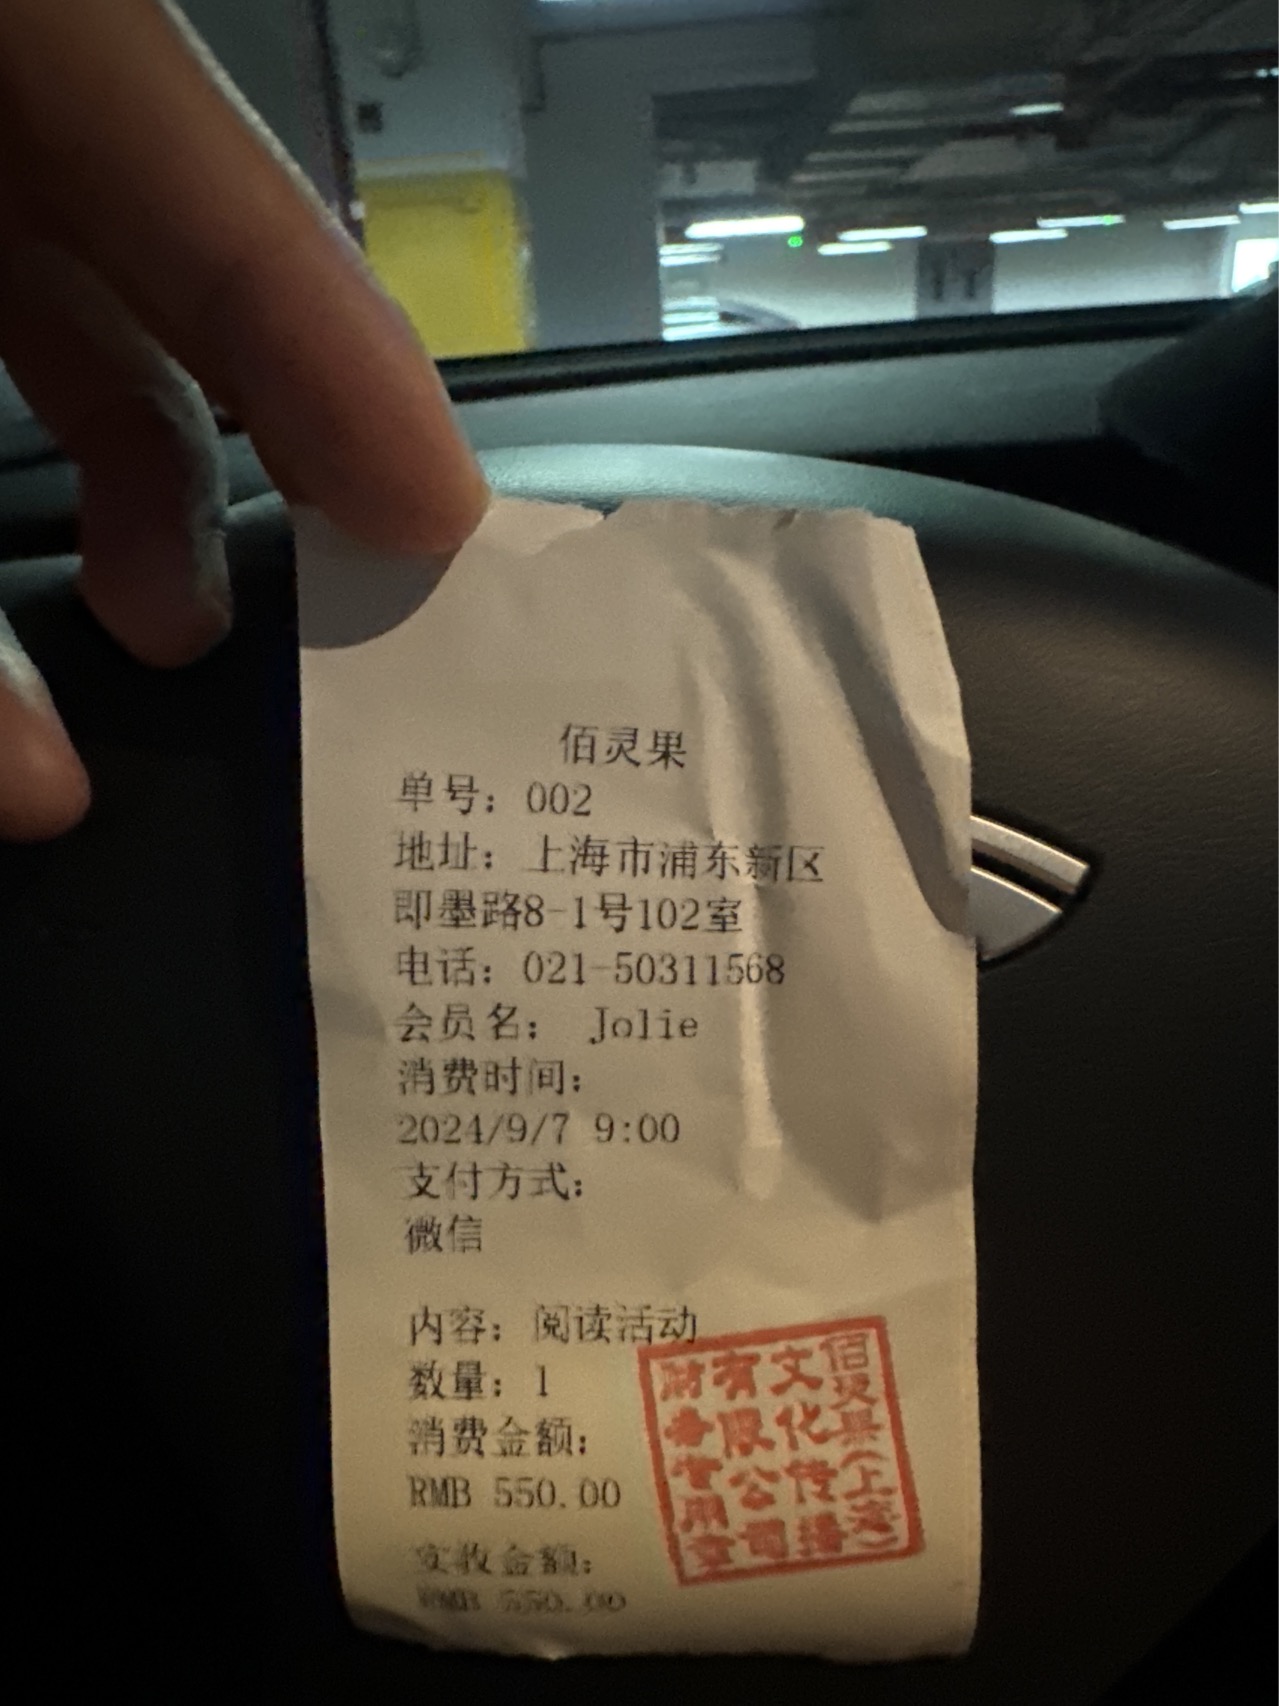 佰灵果
单号：002
地址：上海市浦东新区
即墨路8-1号102室
电话：021-50311568
会员名： Jolie
消费时间：
2024/9/7 9:00
支付方式：
微信
内容：阅读活动
数量：1
消费金额：
RMB 550.00
实收金额：
RMB 550.00
佰灵果(上海)
文化传播
有限公司
财务专用章